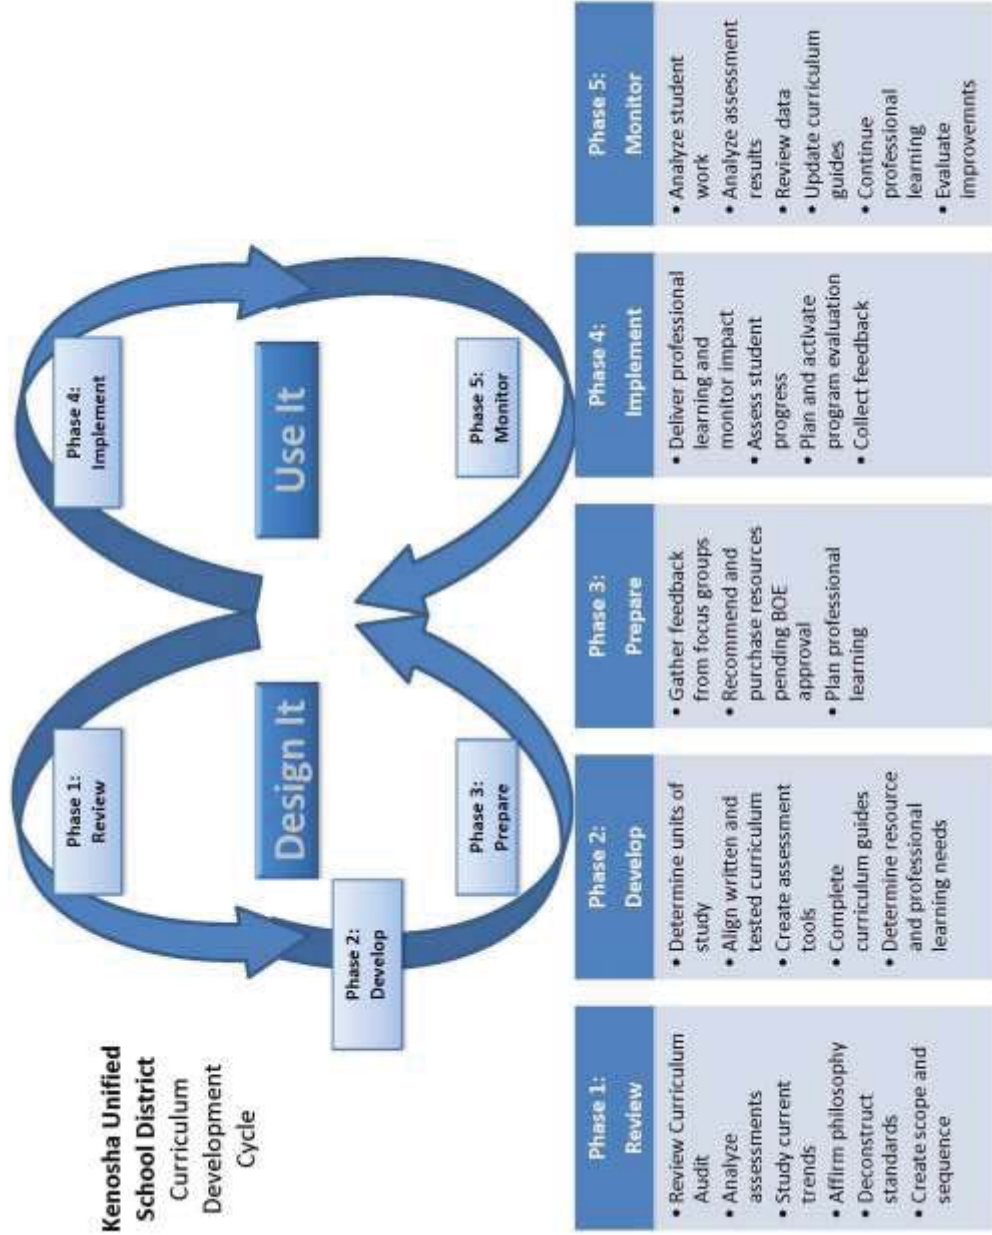 Kenosha Unified
School District
Curriculum
Development
Cycle
Phase 1:
Review
Phase 2:
Develop
Phase 3:
Prepare
Design It
Phase 4:
Implement
Use It
Phase 5:
Monitor
Phase 1:
Review
• Review Curriculum
Audit
• Analyze
assessments
• Study current
trends
• Affirm philosophy
• Deconstruct
standards
• Create scope and
sequence
Phase 2:
Develop
• Determine units of
study
• Align written and
tested curriculum
• Create assessment
tools
• Complete
curriculum guides
• Determine resource
and professional
learning needs
Phase 3:
Prepare
• Gather feedback
from focus groups
• Recommend and
purchase resources
pending BOE
approval
• Plan professional
learning
Phase 4:
Implement
• Deliver professional
learning and
monitor impact
• Assess student
progress
• Plan and activate
program evaluation
• Collect feedback
Phase 5:
Monitor
• Analyze student
work
• Analyze assessment
results
• Review data
• Update curriculum
guides
• Continue
professional
learning
• Evaluate
improvemnts